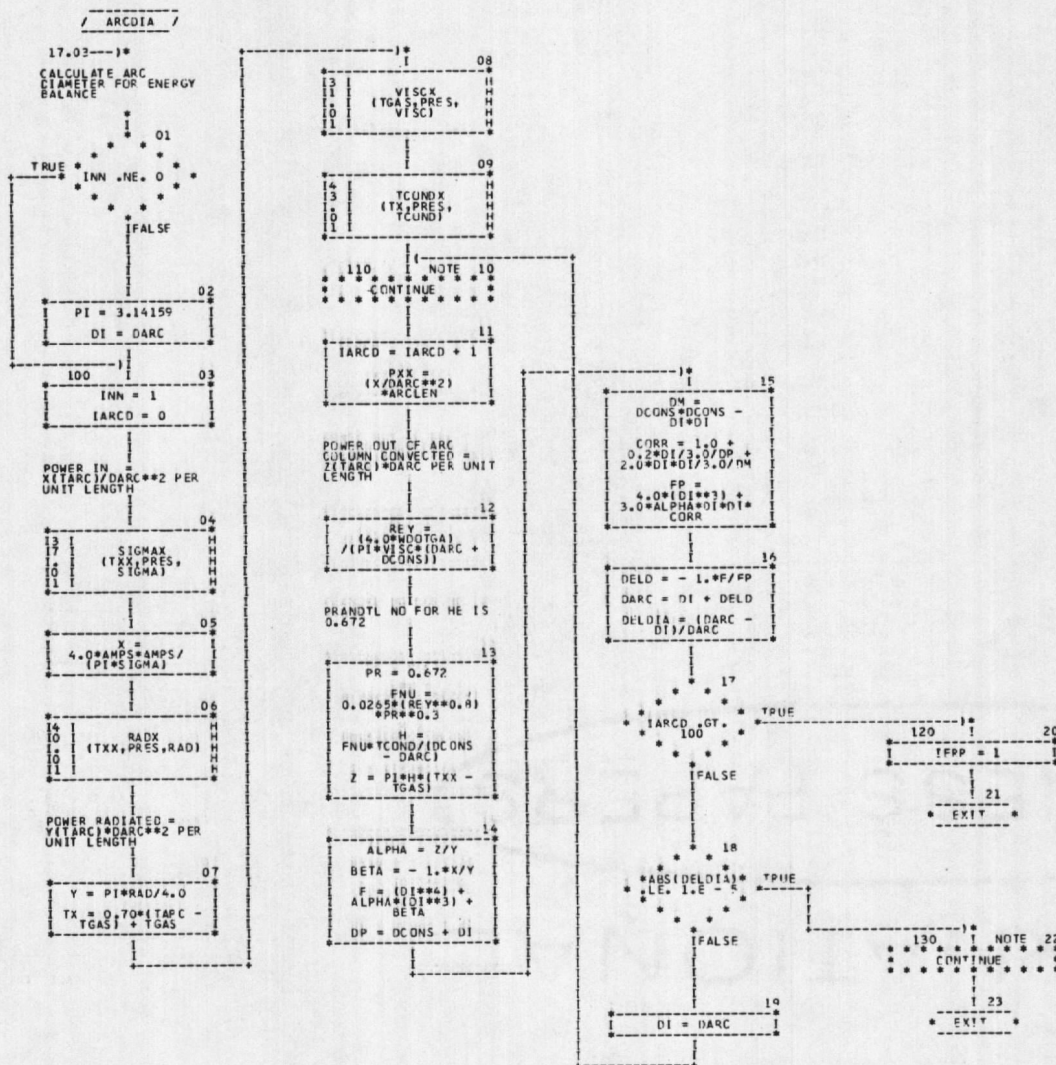 / ARCDIA /
17.03---)*
CALCULATE ARC
DIAMETER FOR ENERGY
BALANCE
01
TRUE
INN .NE. 0
FALSE
02
PI = 3.14159
DI = DARC
100 03
INN = 1
IARCD = 0
POWER IN =
X(TARC)/DARC**2 PER
UNIT LENGTH
04
SIGMAX
(TXX,PRES,
SIGMA)
05
X =
4.0*AMPS*AMPS/
(PI*SIGMA)
06
RADX
(TXX,PRES,RAD)
POWER RADIATED =
Y(TARC)*DARC**2 PER
UNIT LENGTH
07
Y = PI*RAD/4.0
TX = 0.70*(TARC -
TGAS) + TGAS
08
VISCX
(TGAS,PRES,
VISC)
09
TCONDX
(TX,PRES,
TCOND)
110 NOTE 10
CONTINUE
11
IARCD = IARCD + 1
PXX =
(X/DARC**2)
*ARCLEN
POWER OUT OF ARC
COLUMN CONVECTED =
Z(TARC)*DARC PER UNIT
LENGTH
12
REY =
(4.0*WDOTGA)
/(PI*VISC*(DARC +
DCONS))
PRANDTL NO FOR HE IS
0.672
13
PR = 0.672
FNU =
0.0265*(REY**0.8)
*PR**0.3
H =
FNU*TCOND/(DCONS
- DARC)
Z = PI*H*(TXX -
TGAS)
14
ALPHA = Z/Y
BETA = - 1.*X/Y
F = (DI**4) +
ALPHA*(DI**3) +
BETA
DP = DCONS + DI
15
DM =
DCONS*DCONS -
DI*DI
CORR = 1.0 +
0.2*DI/3.0/DP +
2.0*DI*DI/3.0/DM
FP =
4.0*(DI**3) +
3.0*ALPHA*DI*DI*
CORR
16
DELD = - 1.*F/FP
DARC = DI + DELD
DELDIA = (DARC -
DI)/DARC
17
IARCD .GT.
100
TRUE
FALSE
18
ABS(DELDIA)
.LE. 1.E - 5
TRUE
FALSE
19
DI = DARC
120 20
IFRP = 1
21
EXIT
130 NOTE 22
CONTINUE
23
EXIT